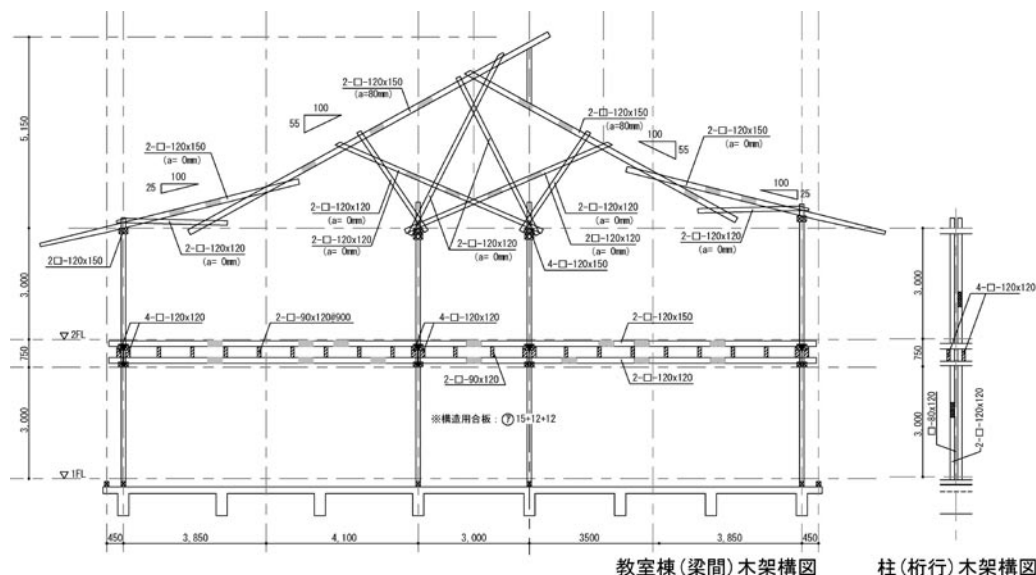 2-□-120x150
(a=80mm)
100
55
5,150
2-□-120x150
(a=80mm)
100
55
2-□-120x150
(a= 0mm)
2-□-120x150
(a= 0mm)
100
25
100
25
2-□-120x120
(a= 0mm)
2-□-120x120
(a= 0mm)
2-□-120x120
(a= 0mm)
2-□-120x120
(a= 0mm)
2□-120x120
(a= 0mm)
2-□-120x120
(a= 0mm)
2□-120x150
2-□-120x120
(a= 0mm)
4-□-120x150
3,000
3,000
4-□-120x120
4-□-120x120
2-□-90x120@900
4-□-120x120
2-□-120x150
▽2FL
750
750
2-□-90x120
2-□-120x120
※構造用合板:⑦15+12+12
3,000
3,000
□-80x120
2-□-120x120
▽1FL
450
3,850
4,100
3,000
3500
3,850
450
教室棟(梁間)木架構図
柱(桁行)木架構図